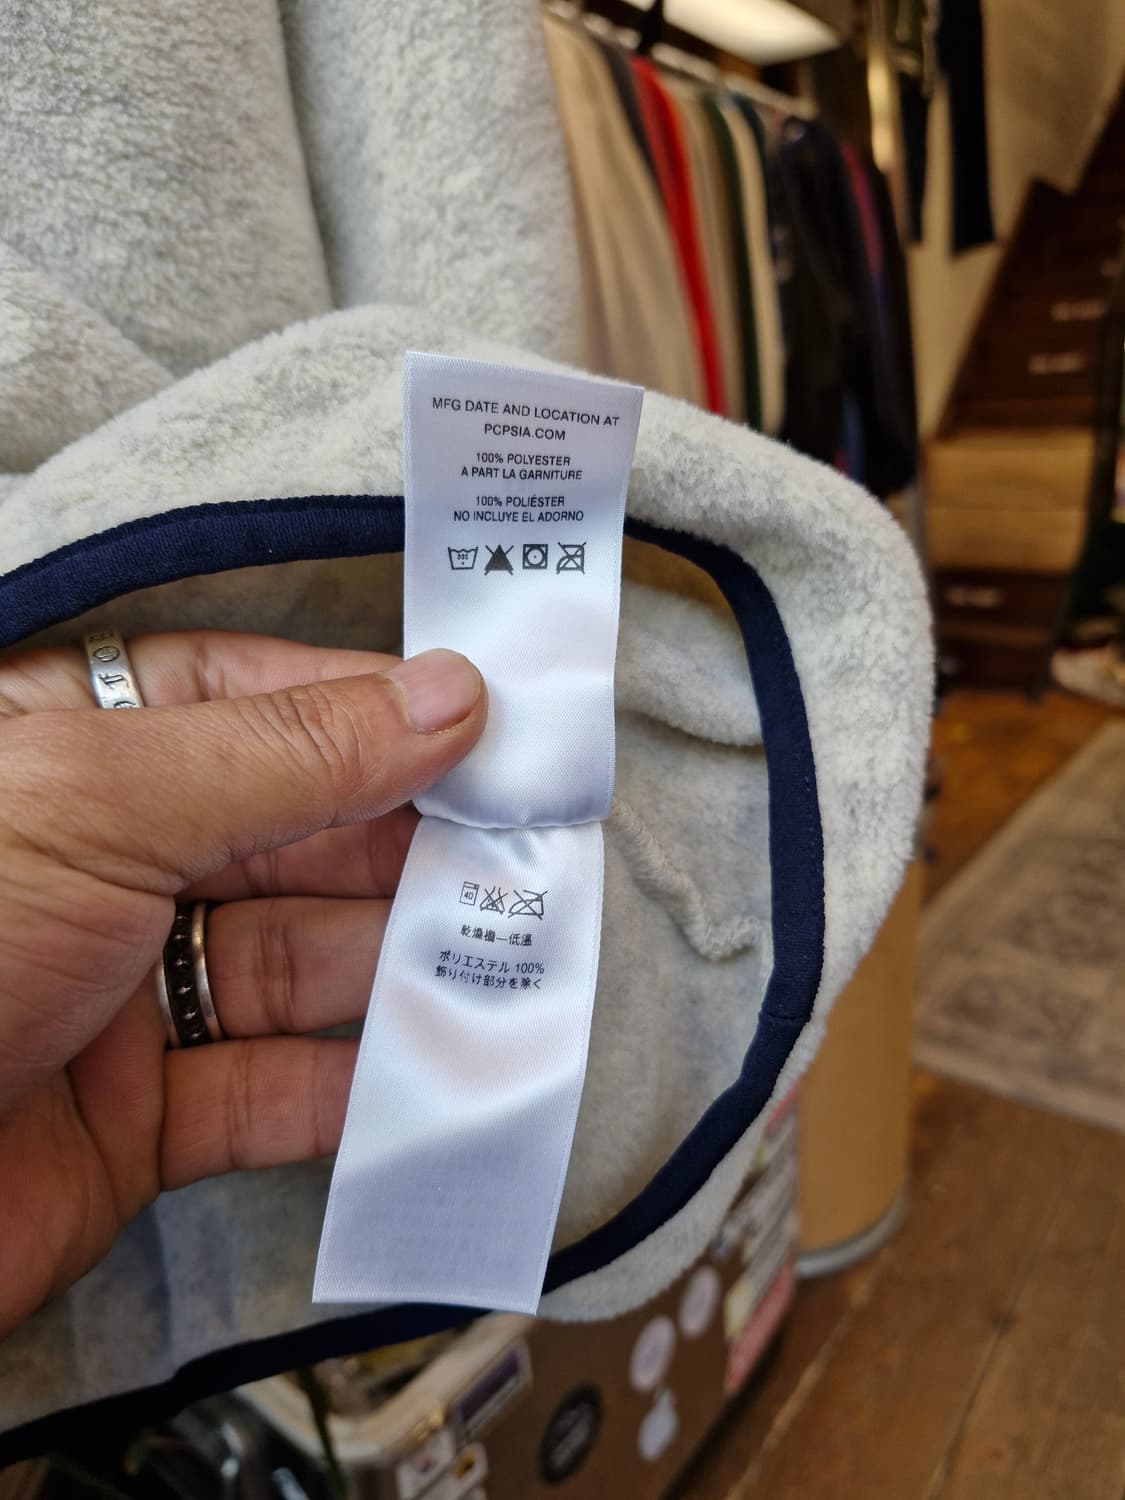 MFG DATE AND LOCATION AT
PCPSIA.COM
100% POLYESTER
A PART LA GARNITURE
100% POLIÉSTER
NO INCLUYE EL ADORNO
40
乾燥機—低温
ポリエステル 100%
飾り付け部分を除く